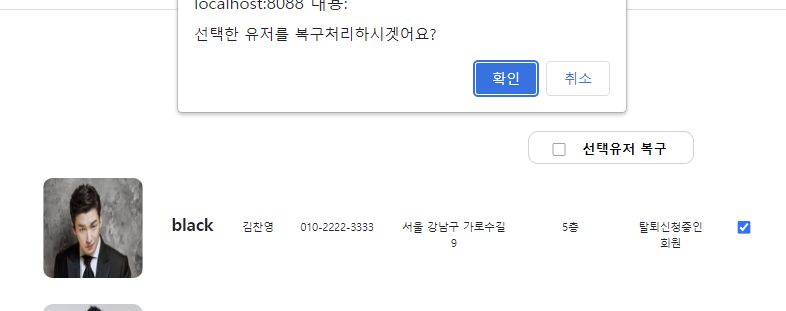 localhost:8088 내용:
선택한 유저를 복구처리하시겟어요?
확인
취소
선택유저 복구
black
김찬영
010-2222-3333
서울 강남구 가로수길
9
5층
탈퇴신청중인
회원